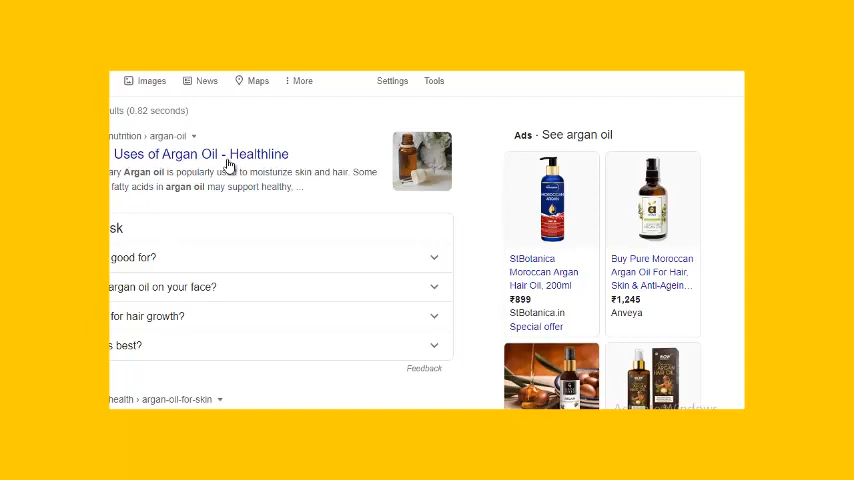 Images News Maps More Settings Tools
ults (0.82 seconds)
nutrition › argon-oil
Uses of Argan Oil - Healthline
ary Argan oil is popularly us to moisturize skin and hair. Some
fatty acids in argan oil may support healthy, ...
sk
good for?
argan oil on your face?
for hair growth?
s best?
Feedback
health › argan-oil-for-skin
Ads · See argan oil
StBotanica
Moroccan Argan
Hair Oil, 200ml
₹899
StBotanica.in
Special offer
Buy Pure Moroccan
Argan Oil For Hair,
Skin & Anti-Agein...
₹1,245
Anveya